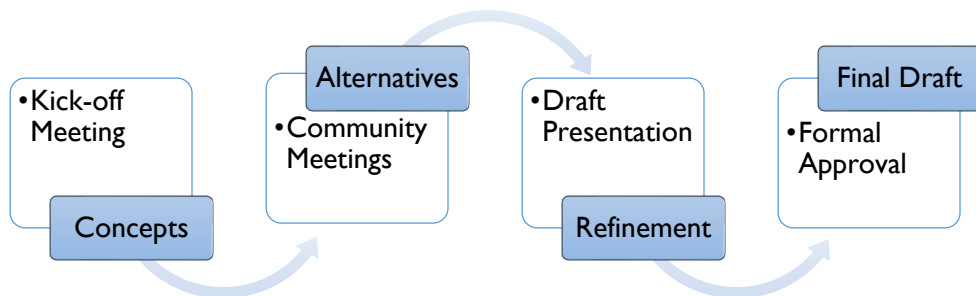 •Kick-off
Meeting
Concepts
Alternatives
•Community
Meetings
•Draft
Presentation
Refinement
Final Draft
•Formal
Approval